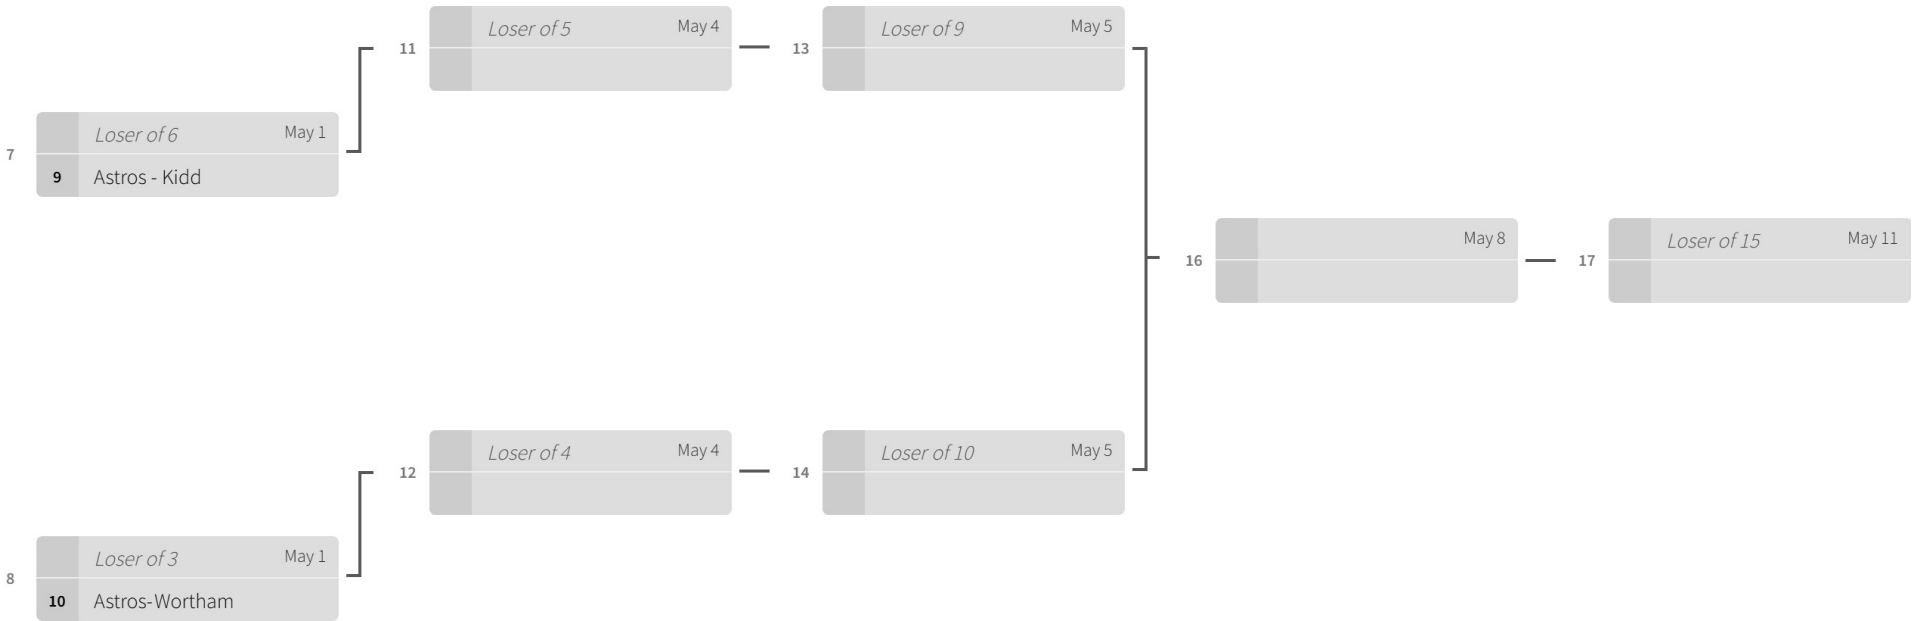 11
Loser of 5 May 4
13
Loser of 9 May 5
7
Loser of 6 May 1
9 Astros - Kidd
16
May 8
17
Loser of 15 May 11
12
Loser of 4 May 4
14
Loser of 10 May 5
8
Loser of 3 May 1
10 Astros-Wortham